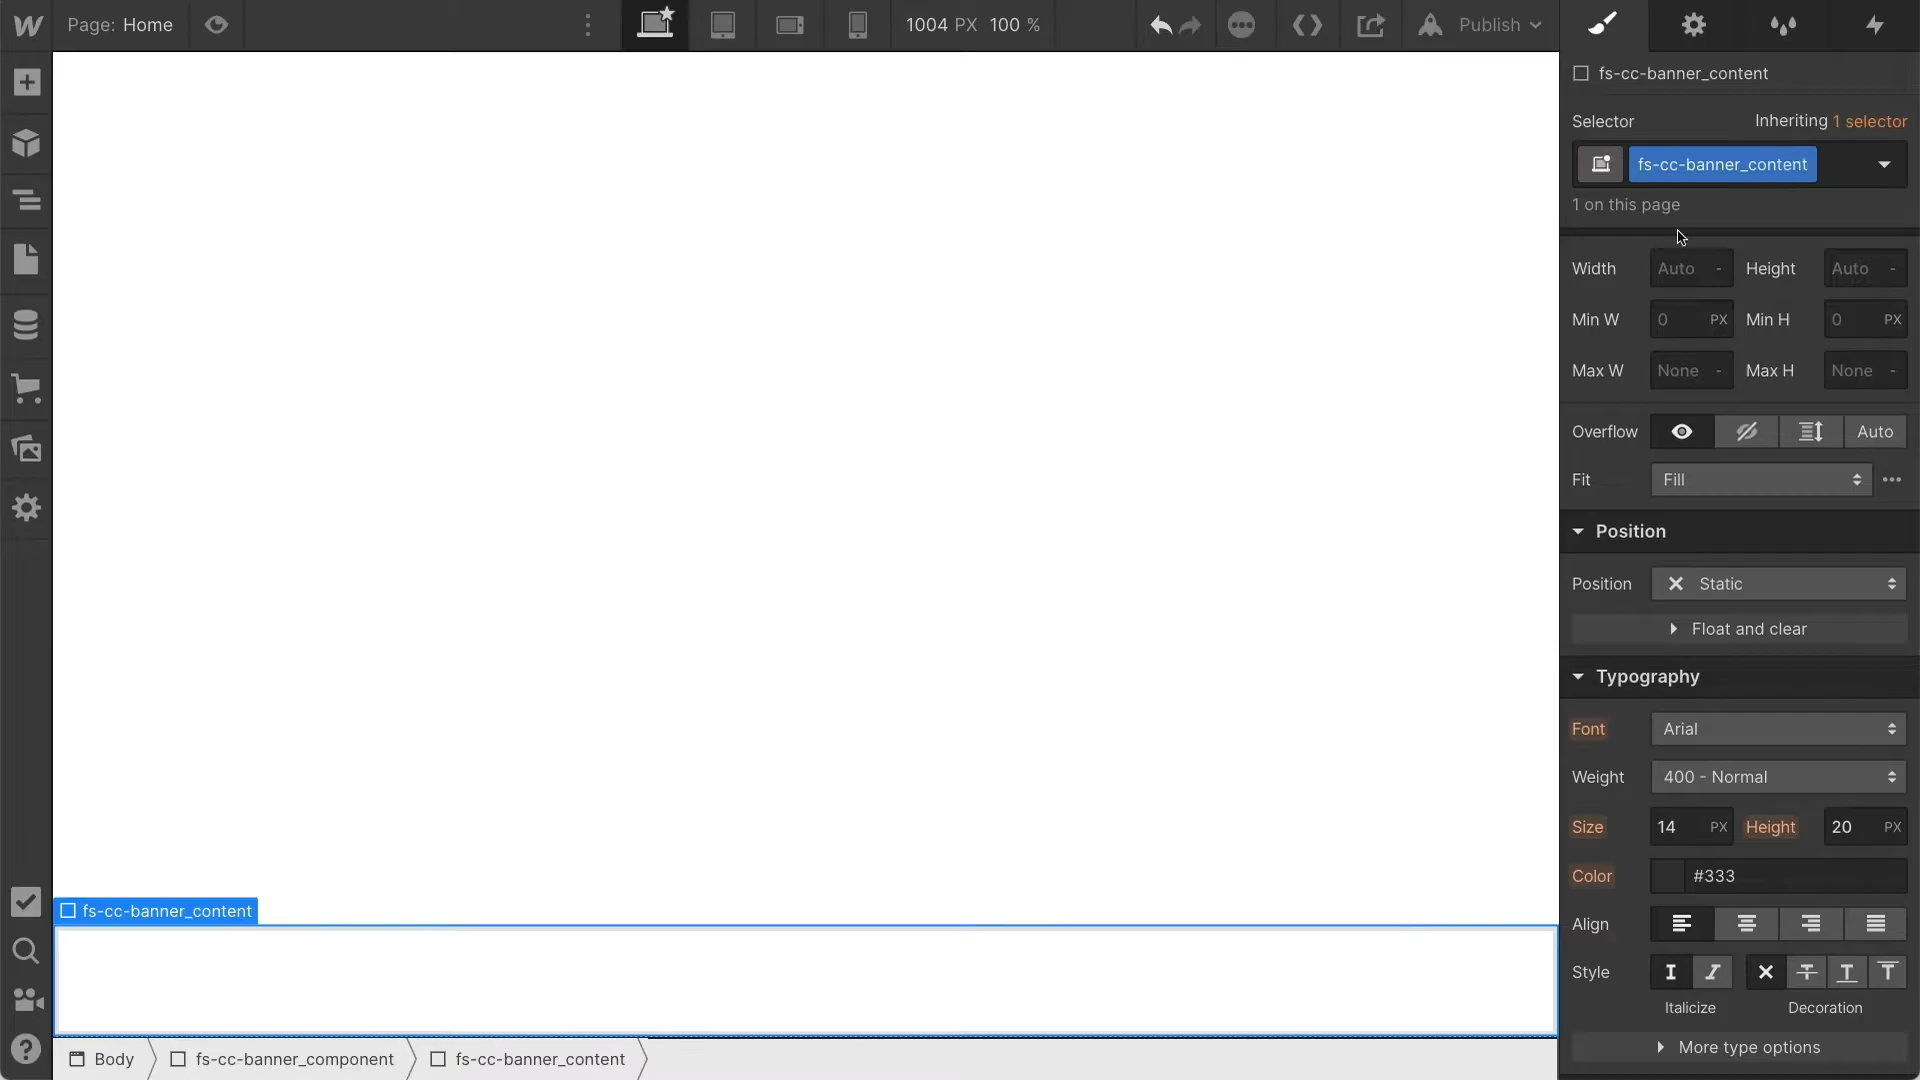 Page: Home
1004 PX 100 %
Publish
fs-cc-banner_content
Selector
Inheriting 1 selector
fs-cc-banner_content
1 on this page
Width Auto - Height Auto -
Min W 0 PX Min H 0 PX
Max W None - Max H None -
Overflow Auto
Fit Fill
Position
Position Static
Float and clear
Typography
Font Arial
Weight 400 - Normal
Size 14 PX Height 20 PX
Color #333
Align
Style
Italicize Decoration
More type options
fs-cc-banner_content
Body fs-cc-banner_component fs-cc-banner_content